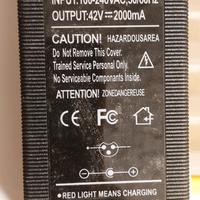 INPUT:100-240VAC,50/60Hz
OUTPUT:42V⎓2000mA
CAUTION! HAZARDOUSAREA
Do Not Remove This Cover.
Trained Service Personal Only.
No Serviceable Components Inside.
ATTENTION! ZONEDANGEREUSE
CE FC
RED LIGHT MEANS CHARGING